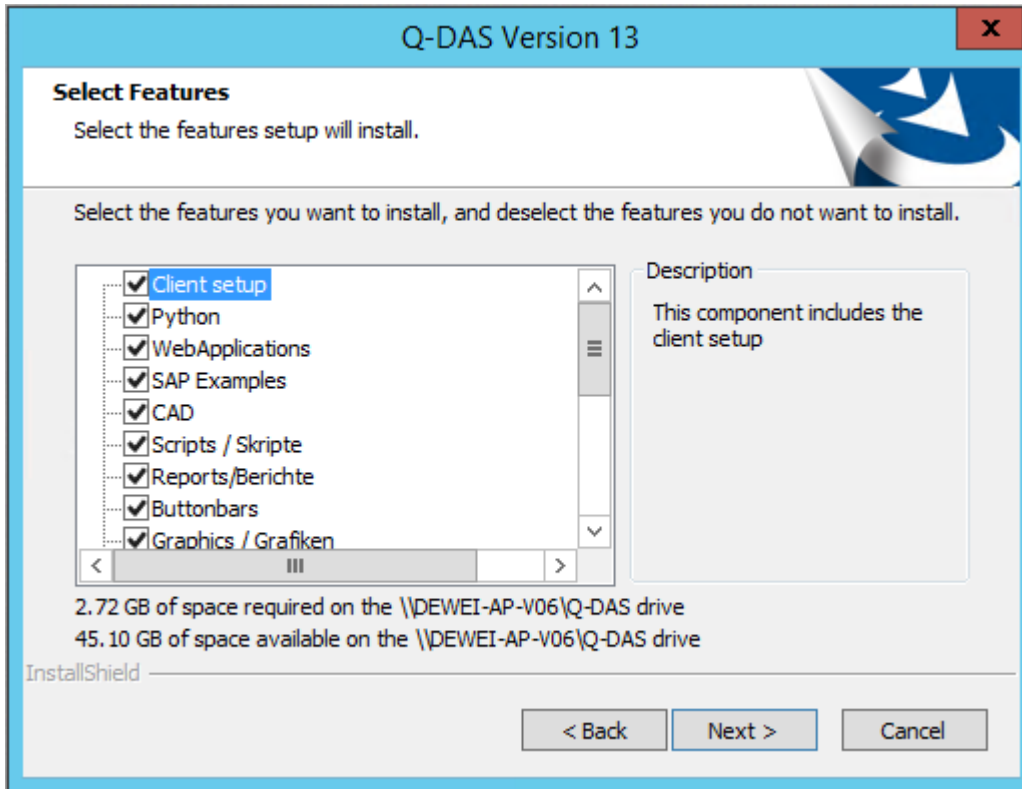 Q-DAS Version 13
x
Select Features
Select the features setup will install.
Select the features you want to install, and deselect the features you do not want to install.
Client setup
Python
WebApplications
SAP Examples
CAD
Scripts / Skripte
Reports/Berichte
Buttonbars
Graphics / Grafiken
Description
This component includes the
client setup
2.72 GB of space required on the \\DEWEI-AP-V06\Q-DAS drive
45.10 GB of space available on the \\DEWEI-AP-V06\Q-DAS drive
InstallShield
< Back
Next >
Cancel